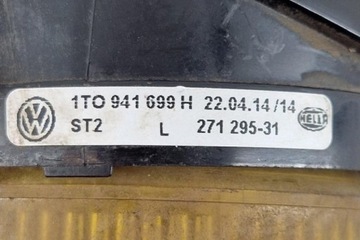 1TO 941 699 H 22.04.14/14
ST2 L 271 295-31
HELLA